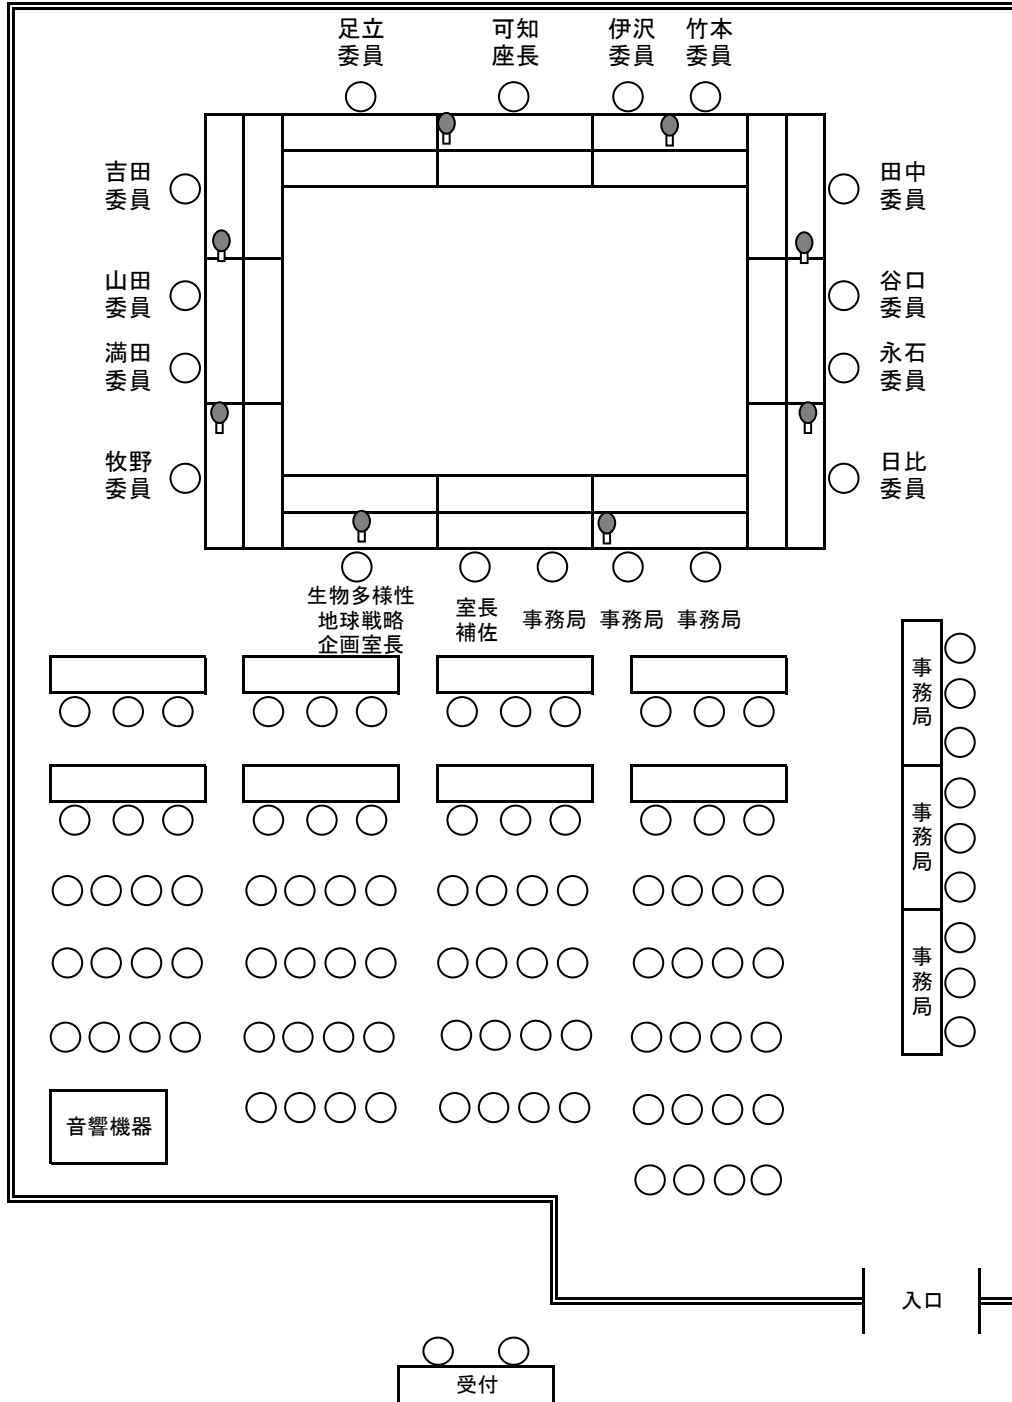 足立
委員
可知
座長
伊沢
委員
竹本
委員
吉田
委員
田中
委員
山田
委員
谷口
委員
満田
委員
永石
委員
牧野
委員
日比
委員
生物多様性
地球戦略
企画室長
室長
補佐
事務局
事務局
事務局
事務局
事務局
事務局
音響機器
入口
受付